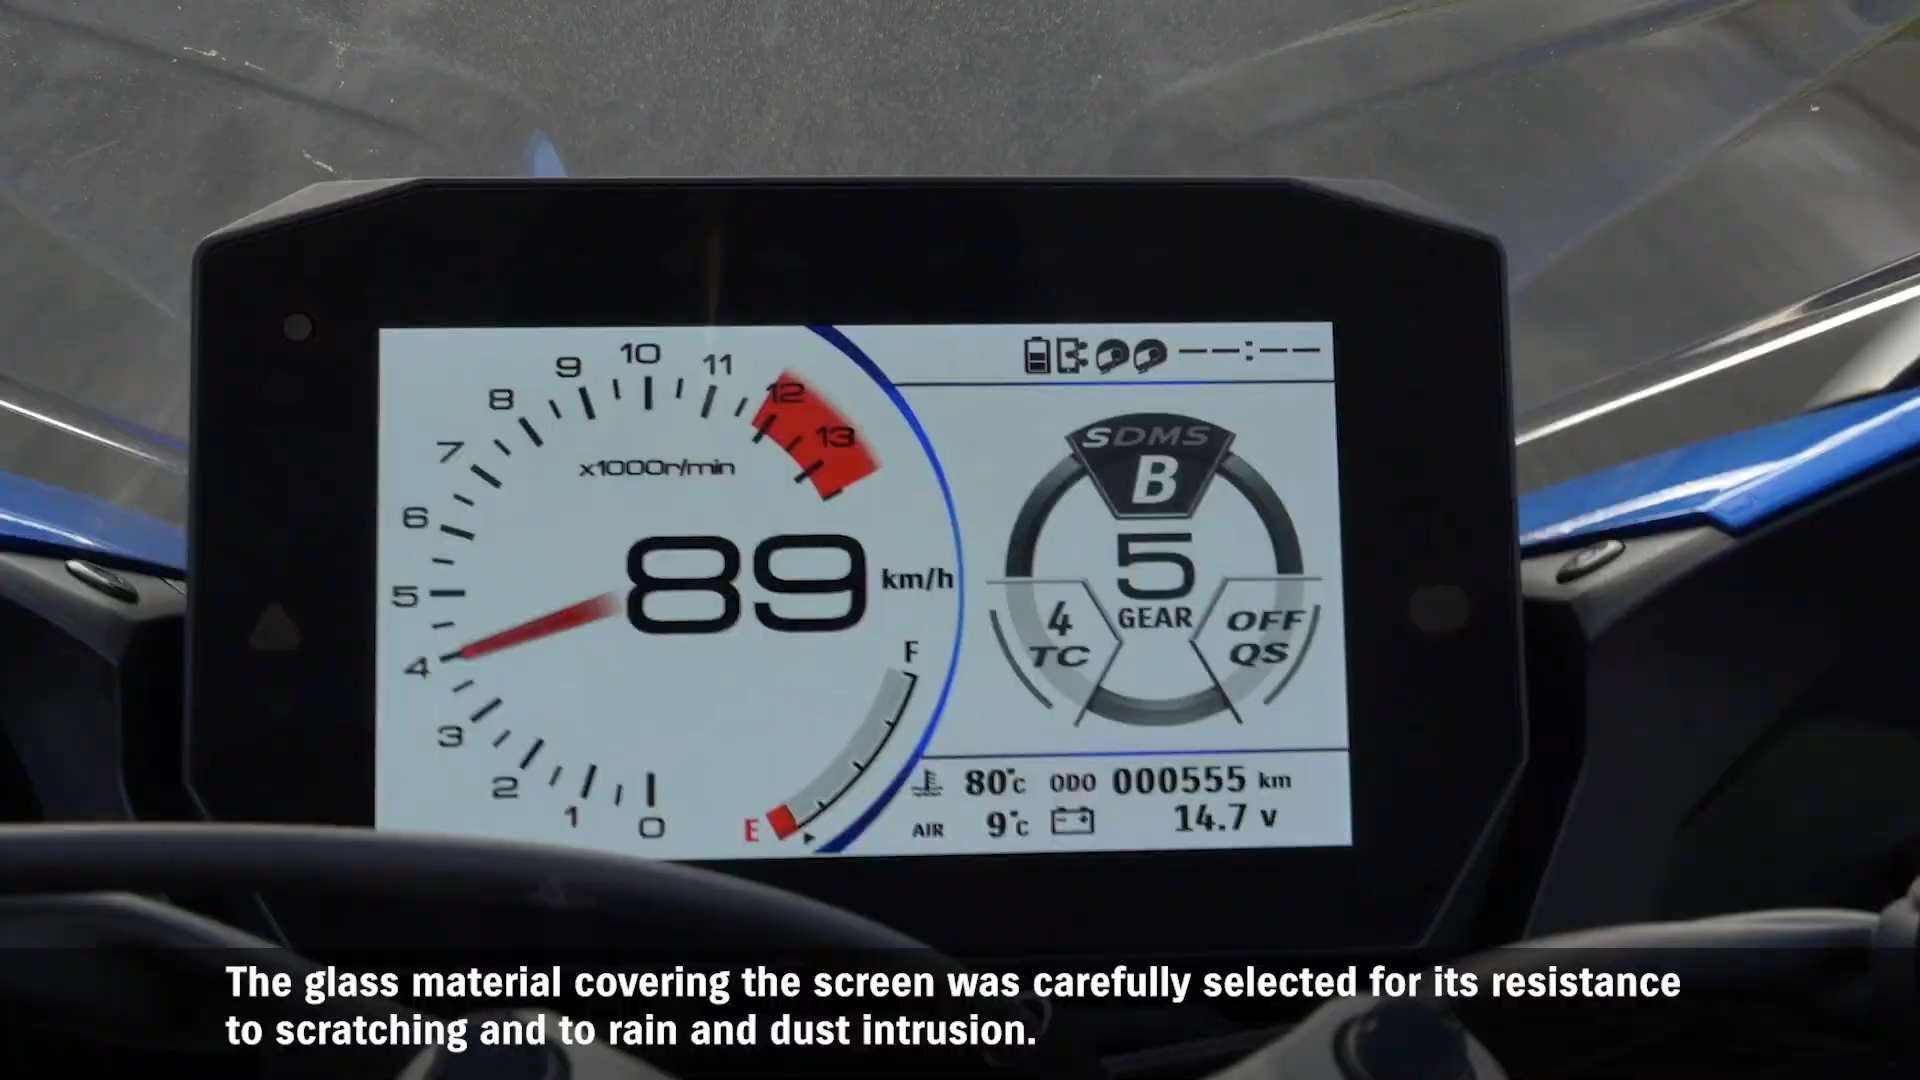 10
9
11
8
12
7
13
x1000r/min
6
89 km/h
5
4
3
2
1
0
F
E
--:--
SDMS
B
5
GEAR
4
TC
OFF
QS
80°C ODO 000555 km
AIR 9°C 14.7 V
The glass material covering the screen was carefully selected for its resistance
to scratching and to rain and dust intrusion.